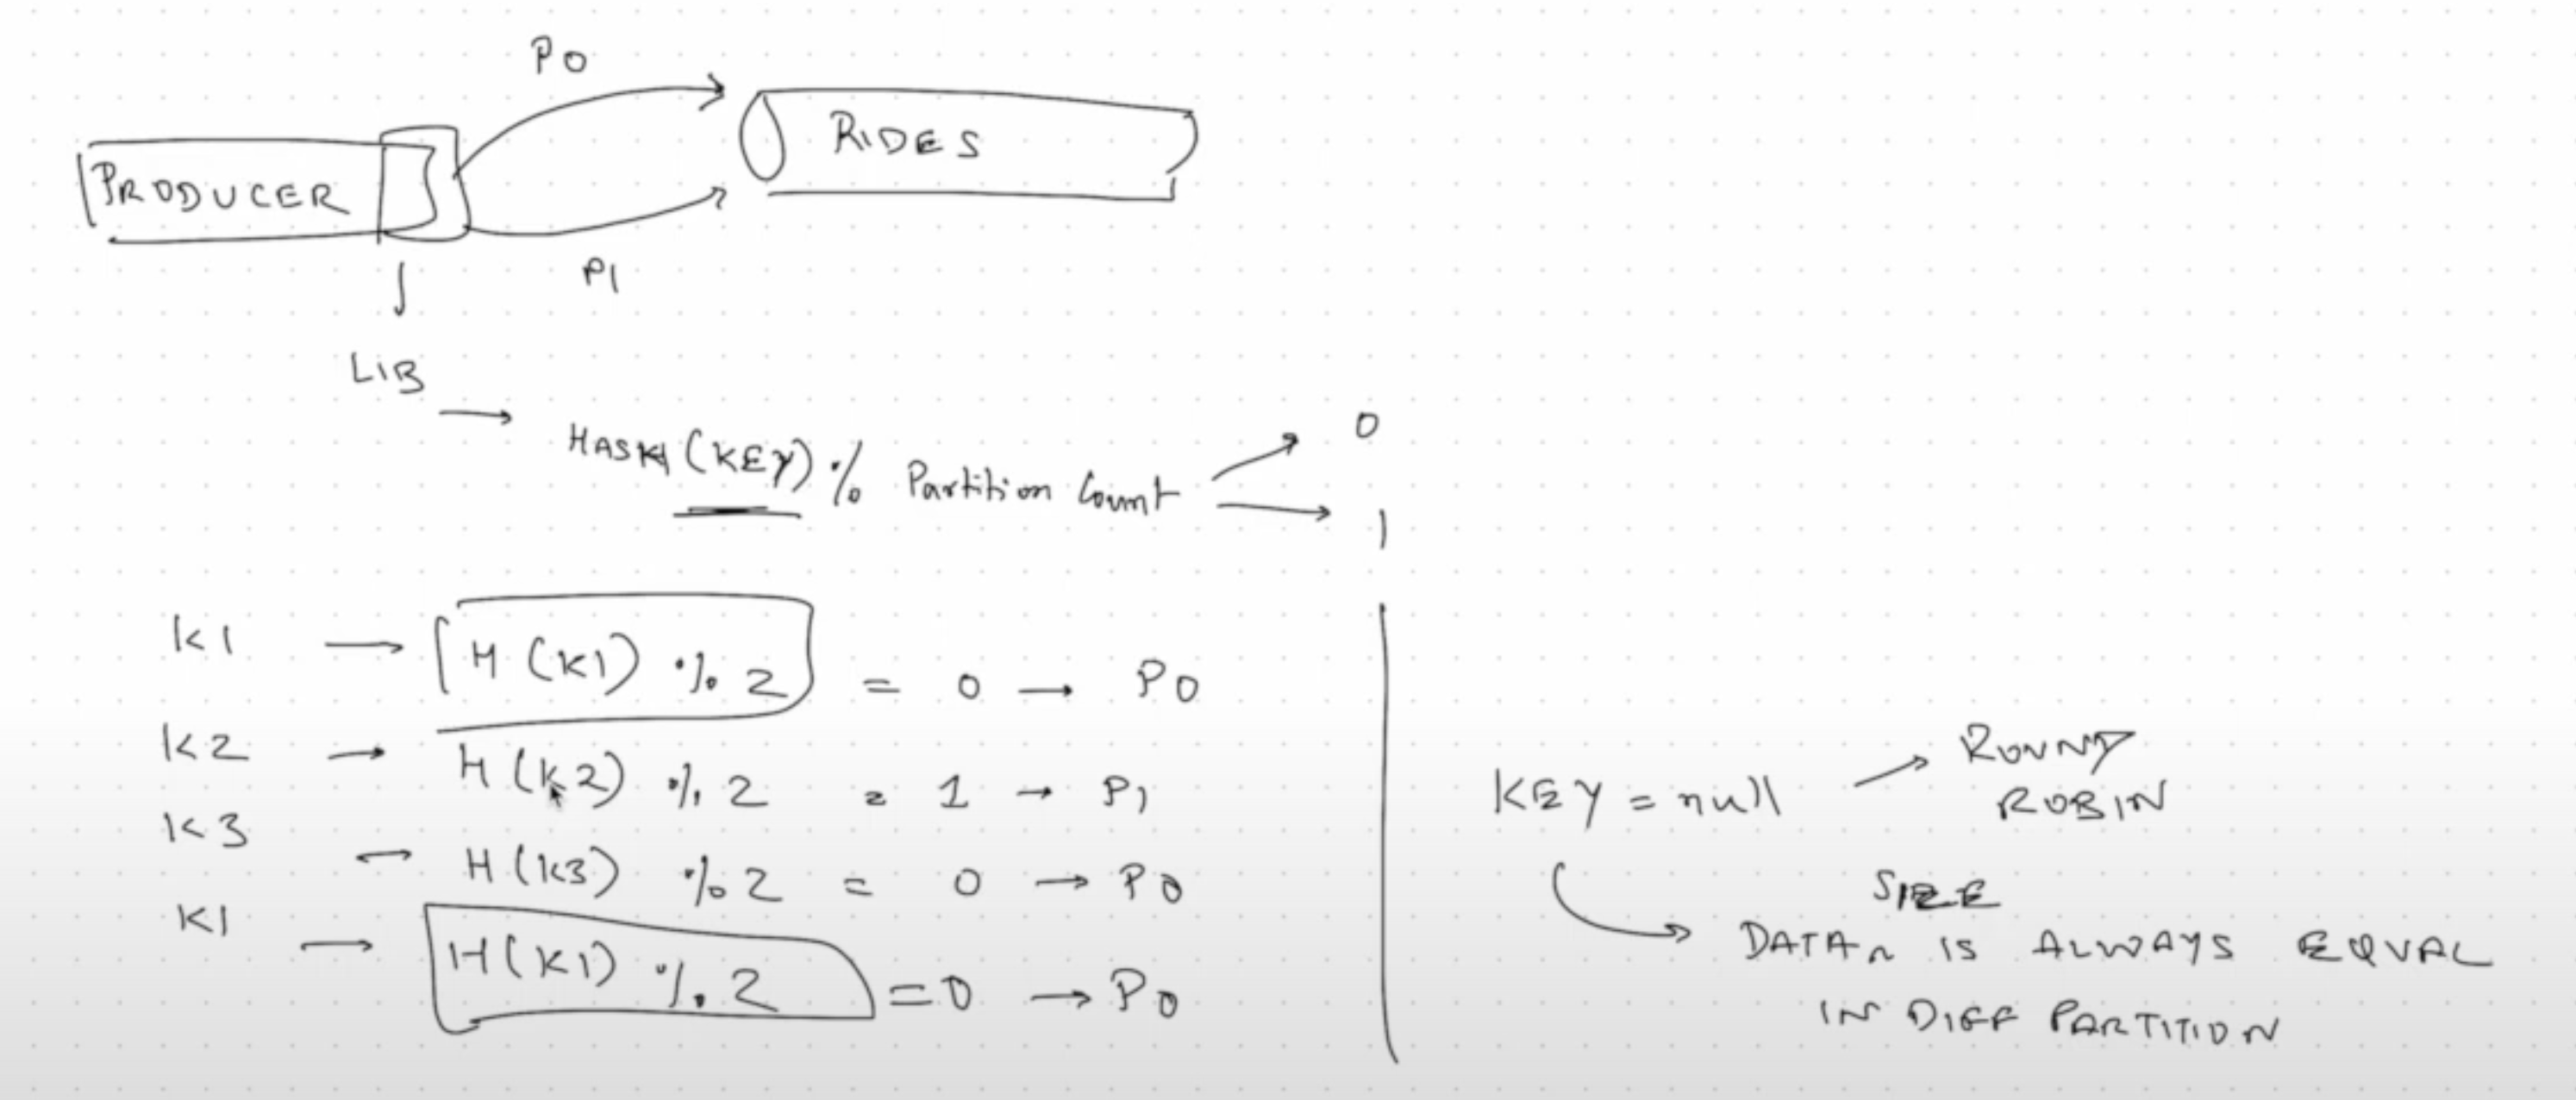 P0
RIDES
PRODUCER
P1
LIB
HASH (KEY) % Partition Count
0
1
K1 → H (K1) % 2 = 0 → P0
K2 → H (K2) % 2 = 1 → P1
K3 → H (K3) % 2 = 0 → P0
K1 → H (K1) % 2 = 0 → P0
KEY = null → ROUND
ROBIN
SIZE
DATA IS ALWAYS EQUAL
IN DIFF PARTITION